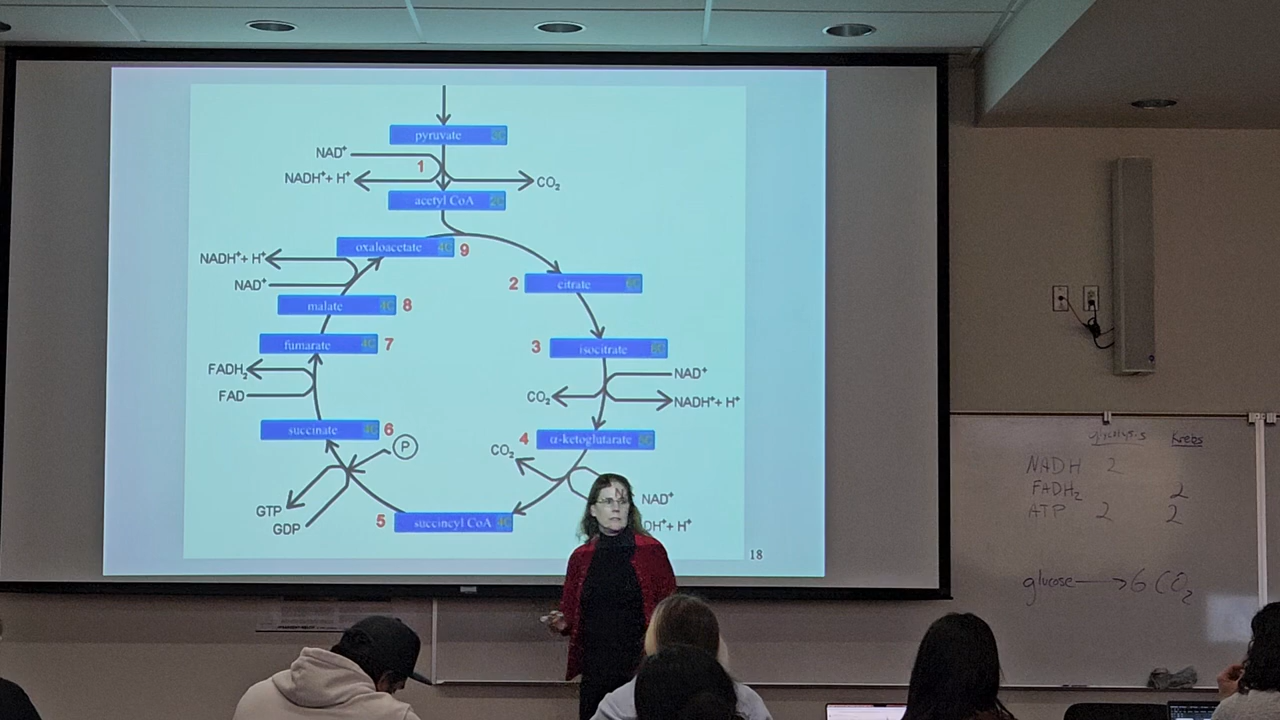 pyruvate 3C
NAD⁺
1
NADH⁺+ H⁺
CO₂
acetyl CoA 2C
oxaloacetate 4C
9
NADH⁺+ H⁺
NAD⁺
2
citrate 6C
malate 4C
8
fumarate 4C
7
3
isocitrate 6C
FADH₂
FAD
NAD⁺
CO₂
NADH⁺+ H⁺
succinate 4C
6
P
4
α-ketoglutarate 5C
CO₂
GTP
GDP
5
succinyl CoA 4C
NAD⁺
DH⁺+ H⁺
18
Glycolysis Krebs
NADH 2
FADH₂ 2
ATP 2 2
glucose → 6 CO₂